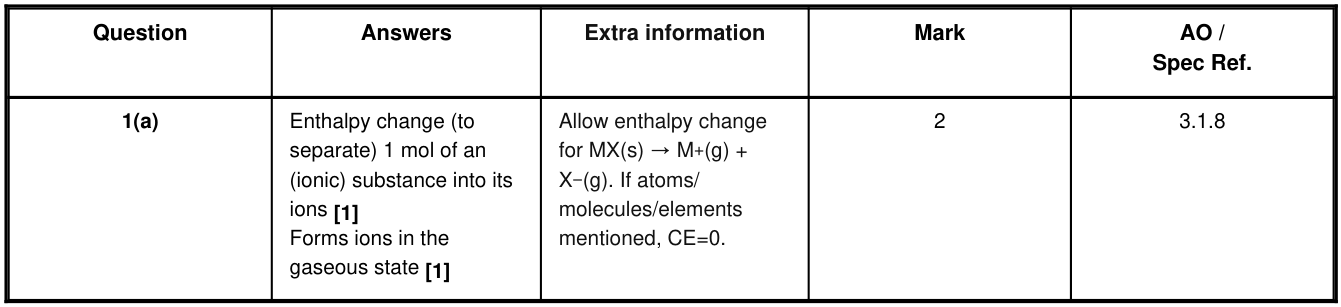 Question Answers Extra information Mark AO /
Spec Ref.
1(a)
Enthalpy change (to
separate) 1 mol of an
(ionic) substance into its
ions [1]
Forms ions in the
gaseous state [1]
Allow enthalpy change
for MX(s) → M+(g) +
X−(g). If atoms/
molecules/elements
mentioned, CE=0.
2
3.1.8